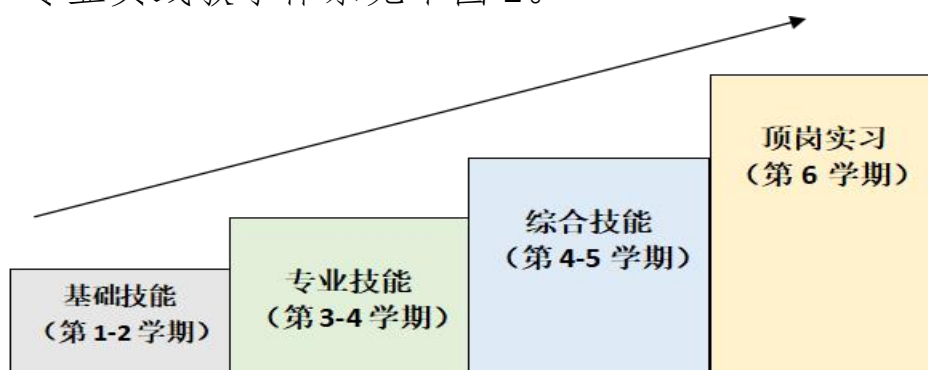 基础技能
（第 1-2 学期）
专业技能
（第 3-4 学期）
综合技能
（第 4-5 学期）
顶岗实习
（第 6 学期）